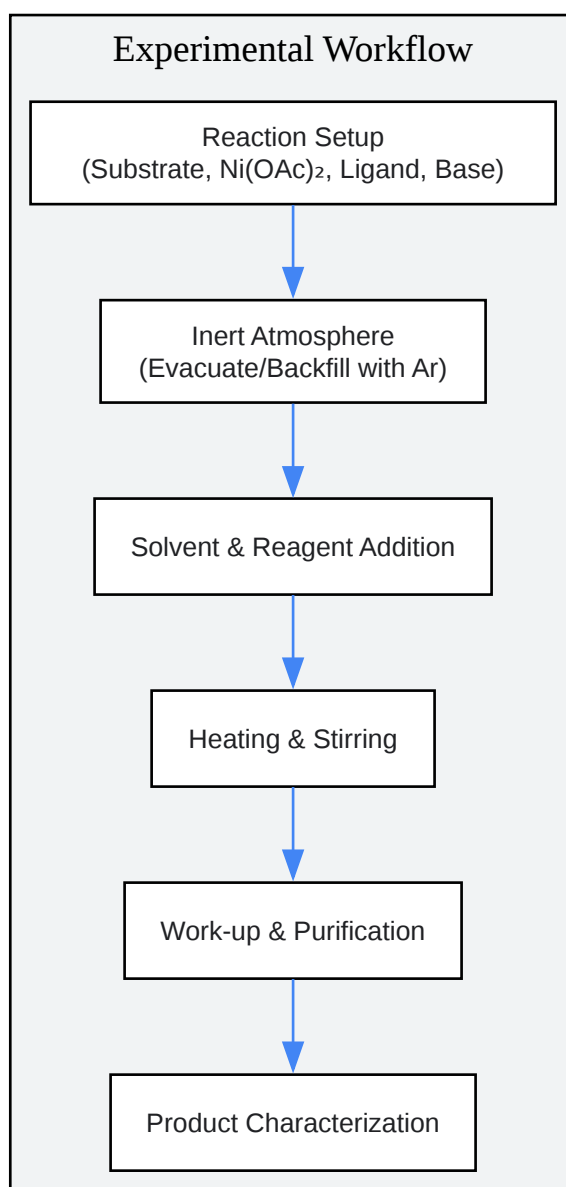 Experimental Workflow
Reaction Setup
(Substrate, Ni(OAc)₂, Ligand, Base)
Inert Atmosphere
(Evacuate/Backfill with Ar)
Solvent & Reagent Addition
Heating & Stirring
Work-up & Purification
Product Characterization